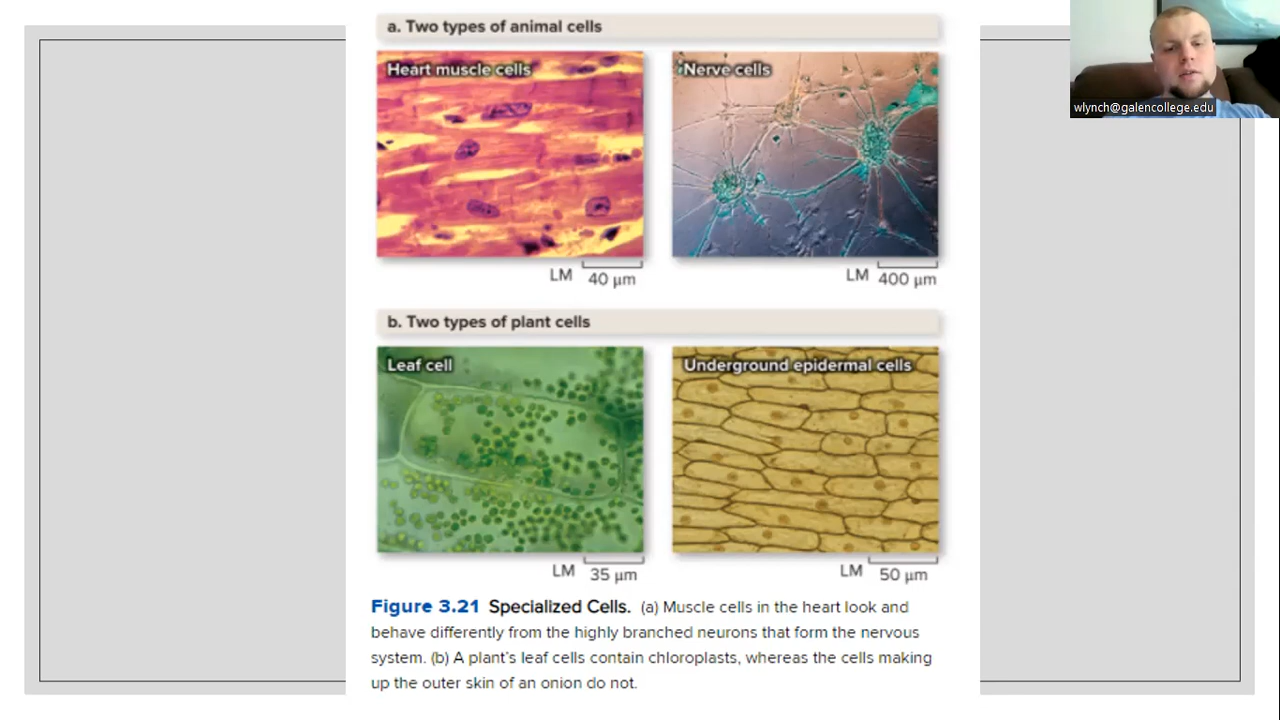 a. Two types of animal cells
Heart muscle cells
Nerve cells
wlynch@galencollege.edu
LM 40 µm
LM 400 µm
b. Two types of plant cells
Leaf cell
Underground epidermal cells
LM 35 µm
LM 50 µm
Figure 3.21 Specialized Cells. (a) Muscle cells in the heart look and
behave differently from the highly branched neurons that form the nervous
system. (b) A plant's leaf cells contain chloroplasts, whereas the cells making
up the outer skin of an onion do not.